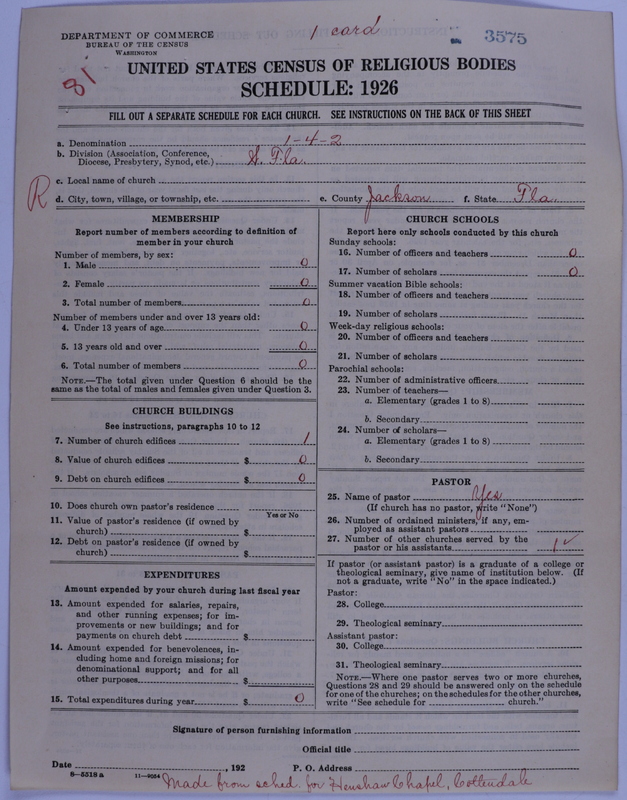 DEPARTMENT OF COMMERCE
BUREAU OF THE CENSUS
WASHINGTON
1 card
3575
81
UNITED STATES CENSUS OF RELIGIOUS BODIES
SCHEDULE: 1926
FILL OUT A SEPARATE SCHEDULE FOR EACH CHURCH. SEE INSTRUCTIONS ON THE BACK OF THIS SHEET
a. Denomination 1-4-2
b. Division (Association, Conference,
Diocese, Presbytery, Synod, etc.) S. Fla.
c. Local name of church
R
d. City, town, village, or township, etc. e. County Jackson f. State Fla.
MEMBERSHIP
Report number of members according to definition of
member in your church
Number of members, by sex:
1. Male 0
2. Female 0
3. Total number of members 0
Number of members under and over 13 years old:
4. Under 13 years of age 0
5. 13 years old and over 0
6. Total number of members 0
NOTE.—The total given under Question 6 should be the
same as the total of males and females given under Question 3.
CHURCH BUILDINGS
See instructions, paragraphs 10 to 12
7. Number of church edifices 1
8. Value of church edifices $ 0
9. Debt on church edifices $ 0
10. Does church own pastor's residence
Yes or No
11. Value of pastor's residence (if owned by
church) $
12. Debt on pastor's residence (if owned by
church) $
EXPENDITURES
Amount expended by your church during last fiscal year
13. Amount expended for salaries, repairs,
and other running expenses; for im-
provements or new buildings; and for
payments on church debt $
14. Amount expended for benevolences, in-
cluding home and foreign missions; for
denominational support; and for all
other purposes $
15. Total expenditures during year $ 0
CHURCH SCHOOLS
Report here only schools conducted by this church
Sunday schools:
16. Number of officers and teachers 0
17. Number of scholars 0
Summer vacation Bible schools:
18. Number of officers and teachers
19. Number of scholars
Week-day religious schools:
20. Number of officers and teachers
21. Number of scholars
Parochial schools:
22. Number of administrative officers
23. Number of teachers—
a. Elementary (grades 1 to 8)
b. Secondary
24. Number of scholars—
a. Elementary (grades 1 to 8)
b. Secondary
PASTOR
25. Name of pastor Yes
(If church has no pastor, write "None")
26. Number of ordained ministers, if any, em-
ployed as assistant pastors
27. Number of other churches served by the
pastor or his assistants 1 ✓
If pastor (or assistant pastor) is a graduate of a college or
theological seminary, give name of institution below. (If
not a graduate, write "No" in the space indicated.)
Pastor:
28. College
29. Theological seminary
Assistant pastor:
30. College
31. Theological seminary
NOTE.—Where one pastor serves two or more churches,
Questions 28 and 29 should be answered only on the schedule
for one of the churches; on the schedules for the other churches,
write "See schedule for church."
Signature of person furnishing information
Official title
Date , 192 P. O. Address
8-5518a 11-9054
Made from sched. for Henshaw Chapel, Cottondale